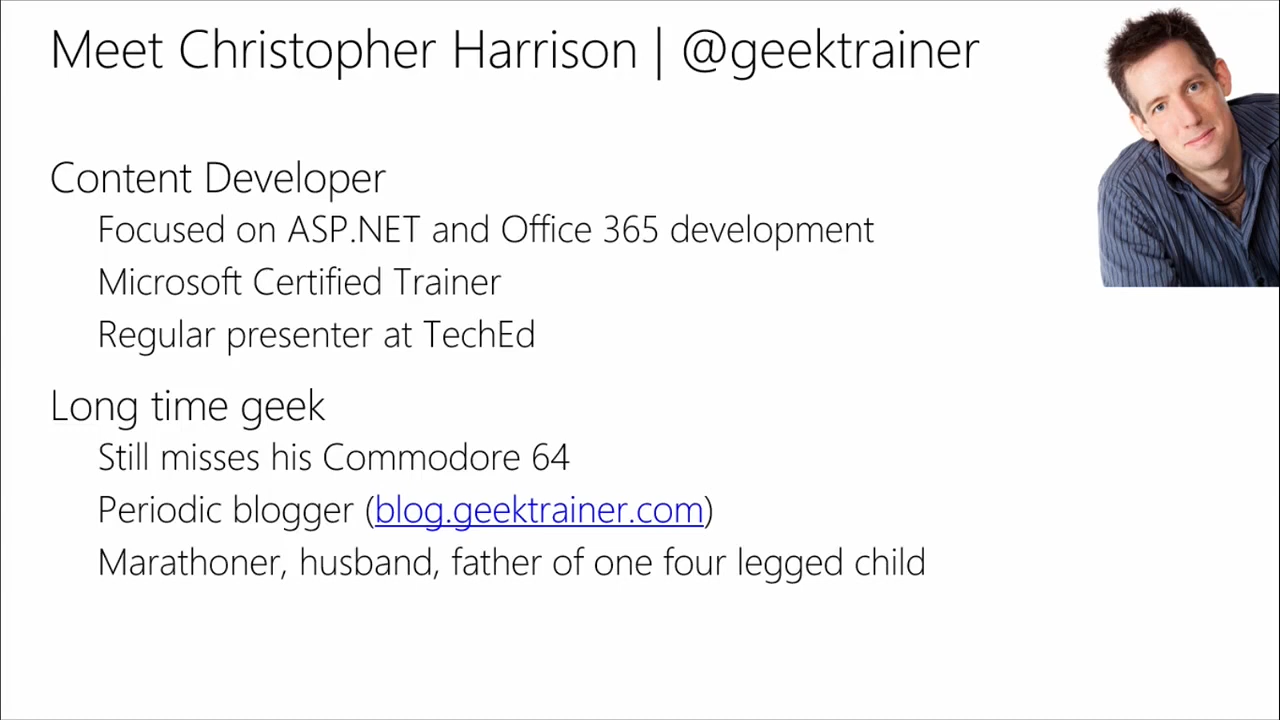 Meet Christopher Harrison | @geektrainer
Content Developer
Focused on ASP.NET and Office 365 development
Microsoft Certified Trainer
Regular presenter at TechEd
Long time geek
Still misses his Commodore 64
Periodic blogger (blog.geektrainer.com)
Marathoner, husband, father of one four legged child